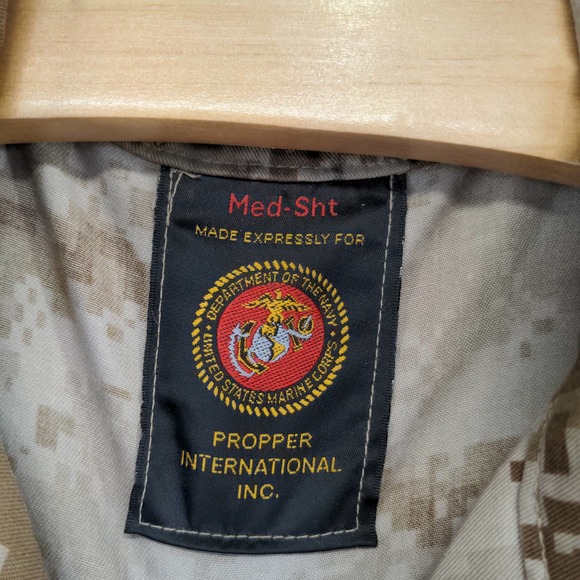 Med-Sht
MADE EXPRESSLY FOR
DEPARTMENT OF THE NAVY
UNITED STATES MARINE CORPS
PROPPER
INTERNATIONAL
INC.